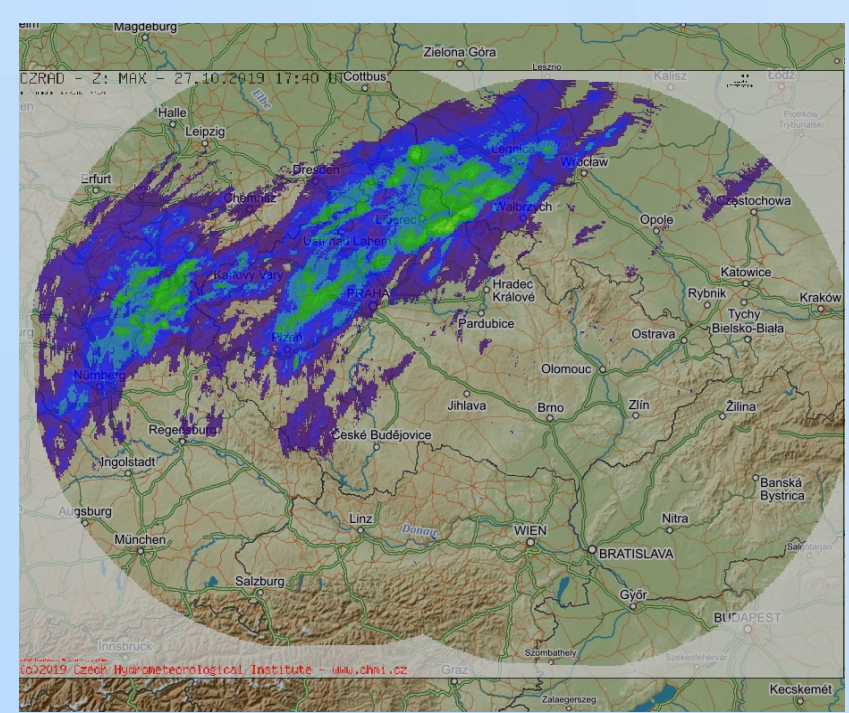 Magdeburg
Zielona Góra
Leszno
CZRAD - Z: MAX - 27.10.2019 17:40
Cottbus
Kalisz
Łódź
Elbe
Halle
Piotrków
Trybunalski
Leipzig
Legnica
Wrocław
Dresden
Erfurt
Chemnitz
Częstochowa
Wałbrzych
Liberec
Opole
Ústí nad Labem
Karlovy Vary
Katowice
Hradec
Králové
PRAHA
Rybnik
Kraków
Tychy
Pardubice
Bielsko-Biała
Plzeň
Ostrava
Olomouc
Nürnberg
Jihlava
Brno
Zlín
Žilina
Regensburg
České Budějovice
Ingolstadt
Banská
Bystrica
Augsburg
Linz
Donau
WIEN
Nitra
München
BRATISLAVA
Salgótarján
Salzburg
Győr
BUDAPEST
Innsbruck
Szombathely
Székesfehérvár
(c)2019 Czech Hydrometeorological Institute - www.chmi.cz
Graz
Zalaegerszeg
Kecskemét